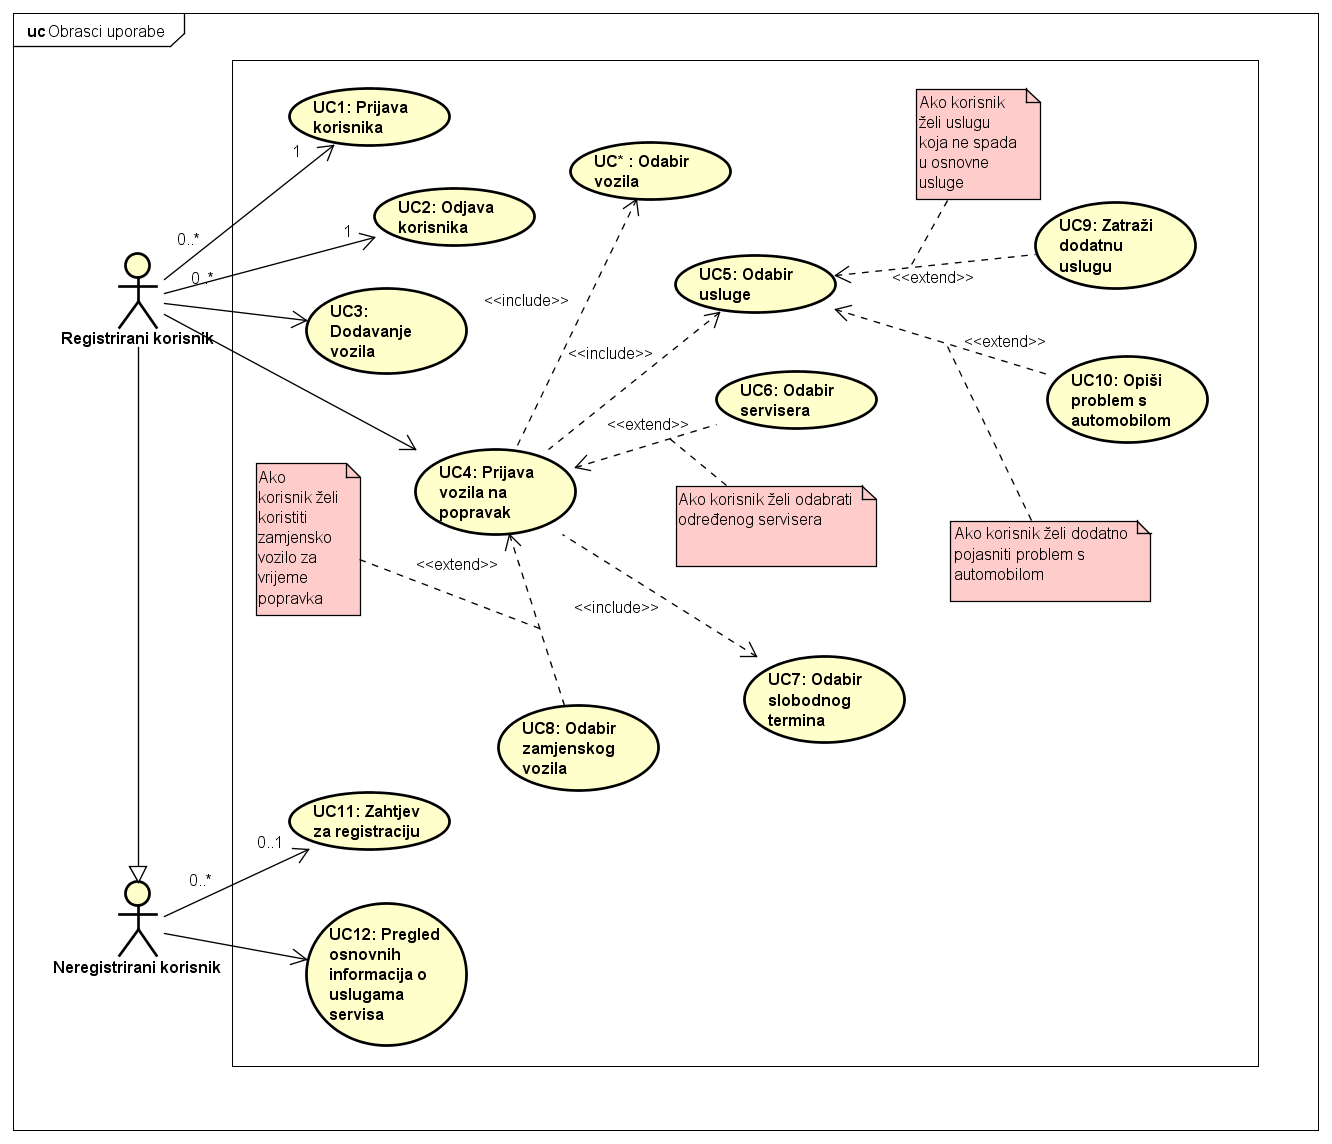 uc Obrasci uporabe
UC1: Prijava
korisnika
1
0..*
UC2: Odjava
korisnika
1
0..*
UC3:
Dodavanje
vozila
Registrirani korisnik
UC* : Odabir
vozila
<<include>>
Ako korisnik
želi uslugu
koja ne spada
u osnovne
usluge
UC5: Odabir
usluge
UC9: Zatraži
dodatnu
uslugu
<<extend>>
<<include>>
<<extend>>
UC6: Odabir
servisera
<<extend>>
UC10: Opiši
problem s
automobilom
UC4: Prijava
vozila na
popravak
Ako
korisnik želi
koristiti
zamjensko
vozilo za
vrijeme
popravka
Ako korisnik želi odabrati
određenog servisera
Ako korisnik želi dodatno
pojasniti problem s
automobilom
<<extend>>
<<include>>
UC7: Odabir
slobodnog
termina
UC8: Odabir
zamjenskog
vozila
UC11: Zahtjev
za registraciju
0..1
0..*
Neregistrirani korisnik
UC12: Pregled
osnovnih
informacija o
uslugama
servisa